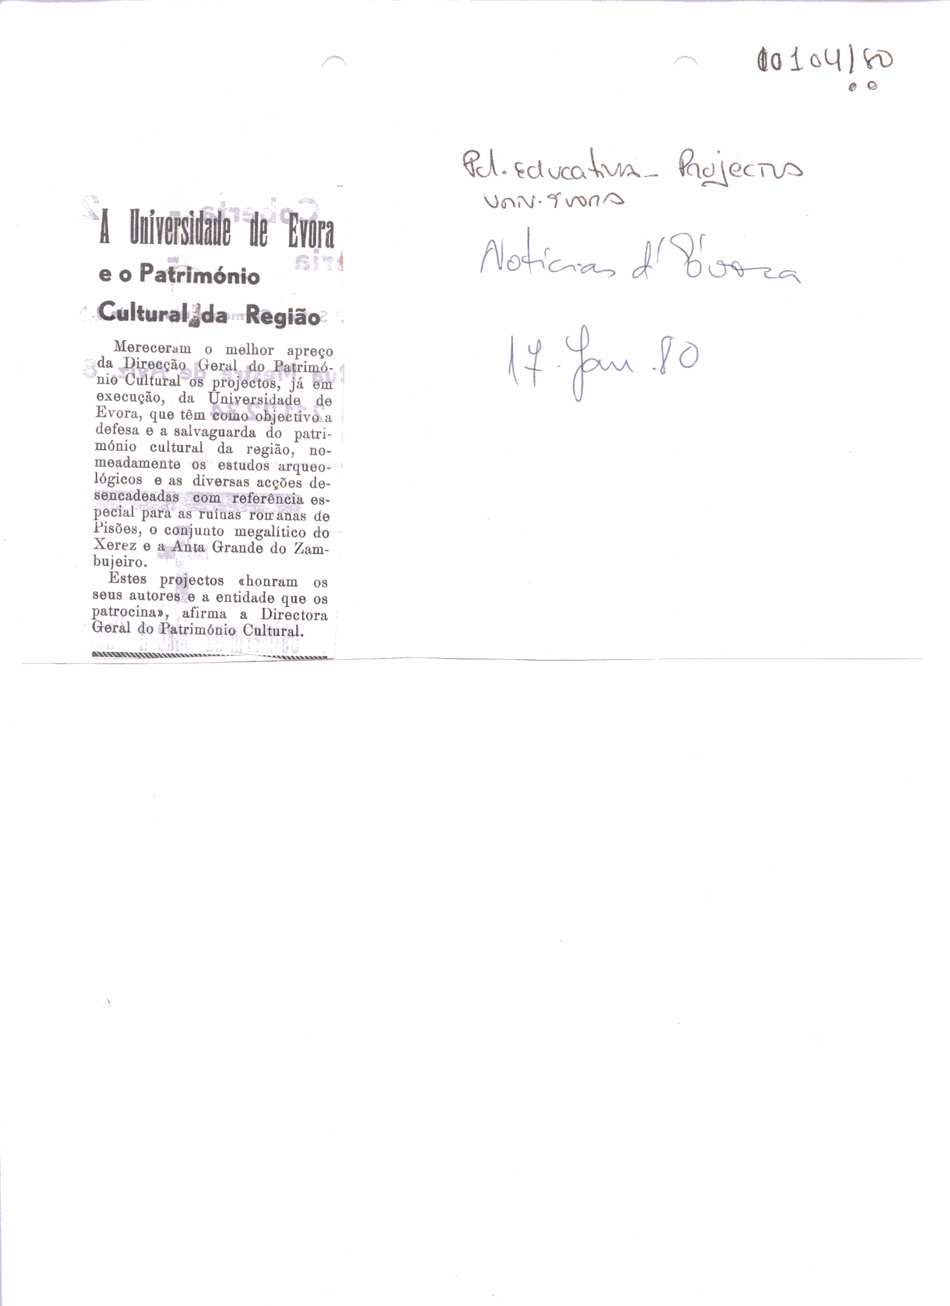 00104/80
Pol. Educativa - Projectos
Univ. Évora
Notícias d'Évora
17. Jan. 80
A Universidade de Evora
e o Património
Cultural da Região
Mereceram o melhor apreço
da Direcção Geral do Patrimó-
nio Cultural os projectos, já em
execução, da Universidade de
Evora, que têm como objectivo a
defesa e a salvaguarda do patri-
mónio cultural da região, no-
meadamente os estudos arqueo-
lógicos e as diversas acções de-
sencadeadas com referência es-
pecial para as ruinas romanas de
Pisões, o conjunto megalítico do
Xerez e a Anta Grande do Zam-
bujeiro.
Estes projectos «honram os
seus autores e a entidade que os
patrocina», afirma a Directora
Geral do Património Cultural.